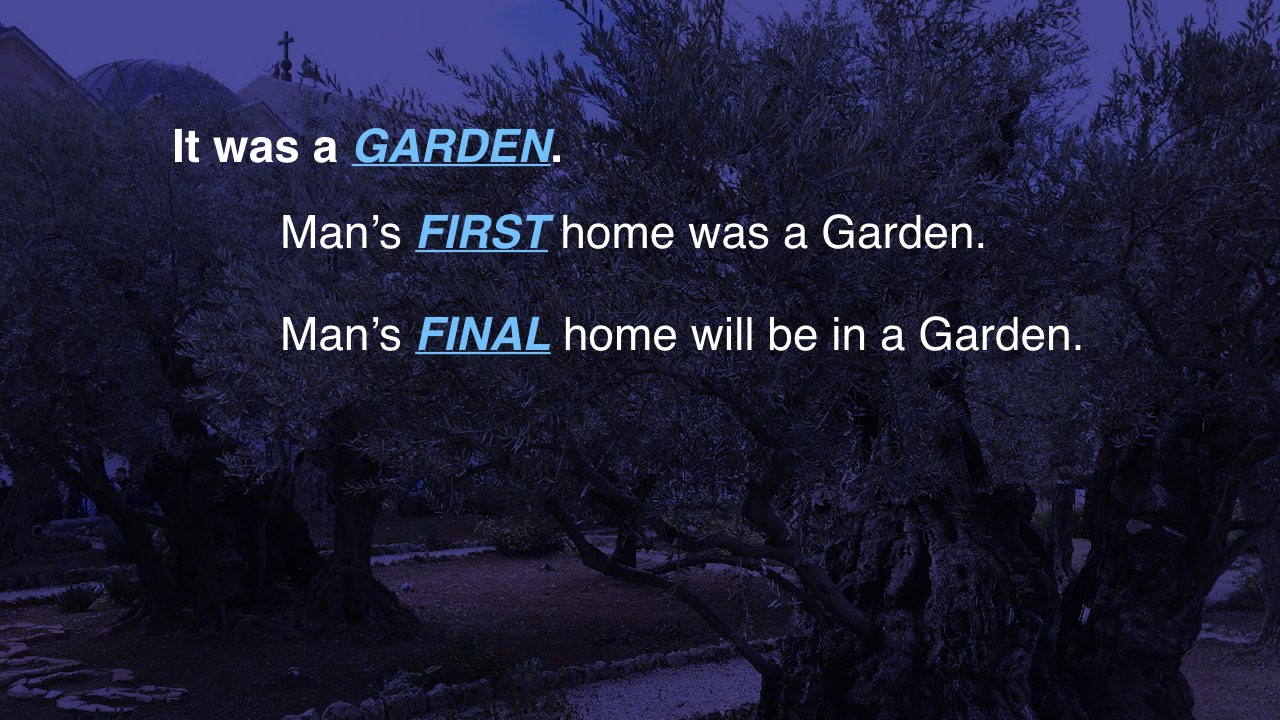 It was a GARDEN.
Man’s FIRST home was a Garden.
Man’s FINAL home will be in a Garden.